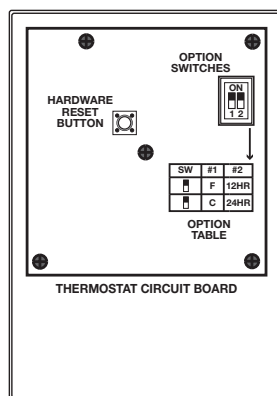 OPTION
SWITCHES
ON
1 2
HARDWARE
RESET
BUTTON
SW #1 #2
F 12HR
C 24HR
OPTION
TABLE
THERMOSTAT CIRCUIT BOARD